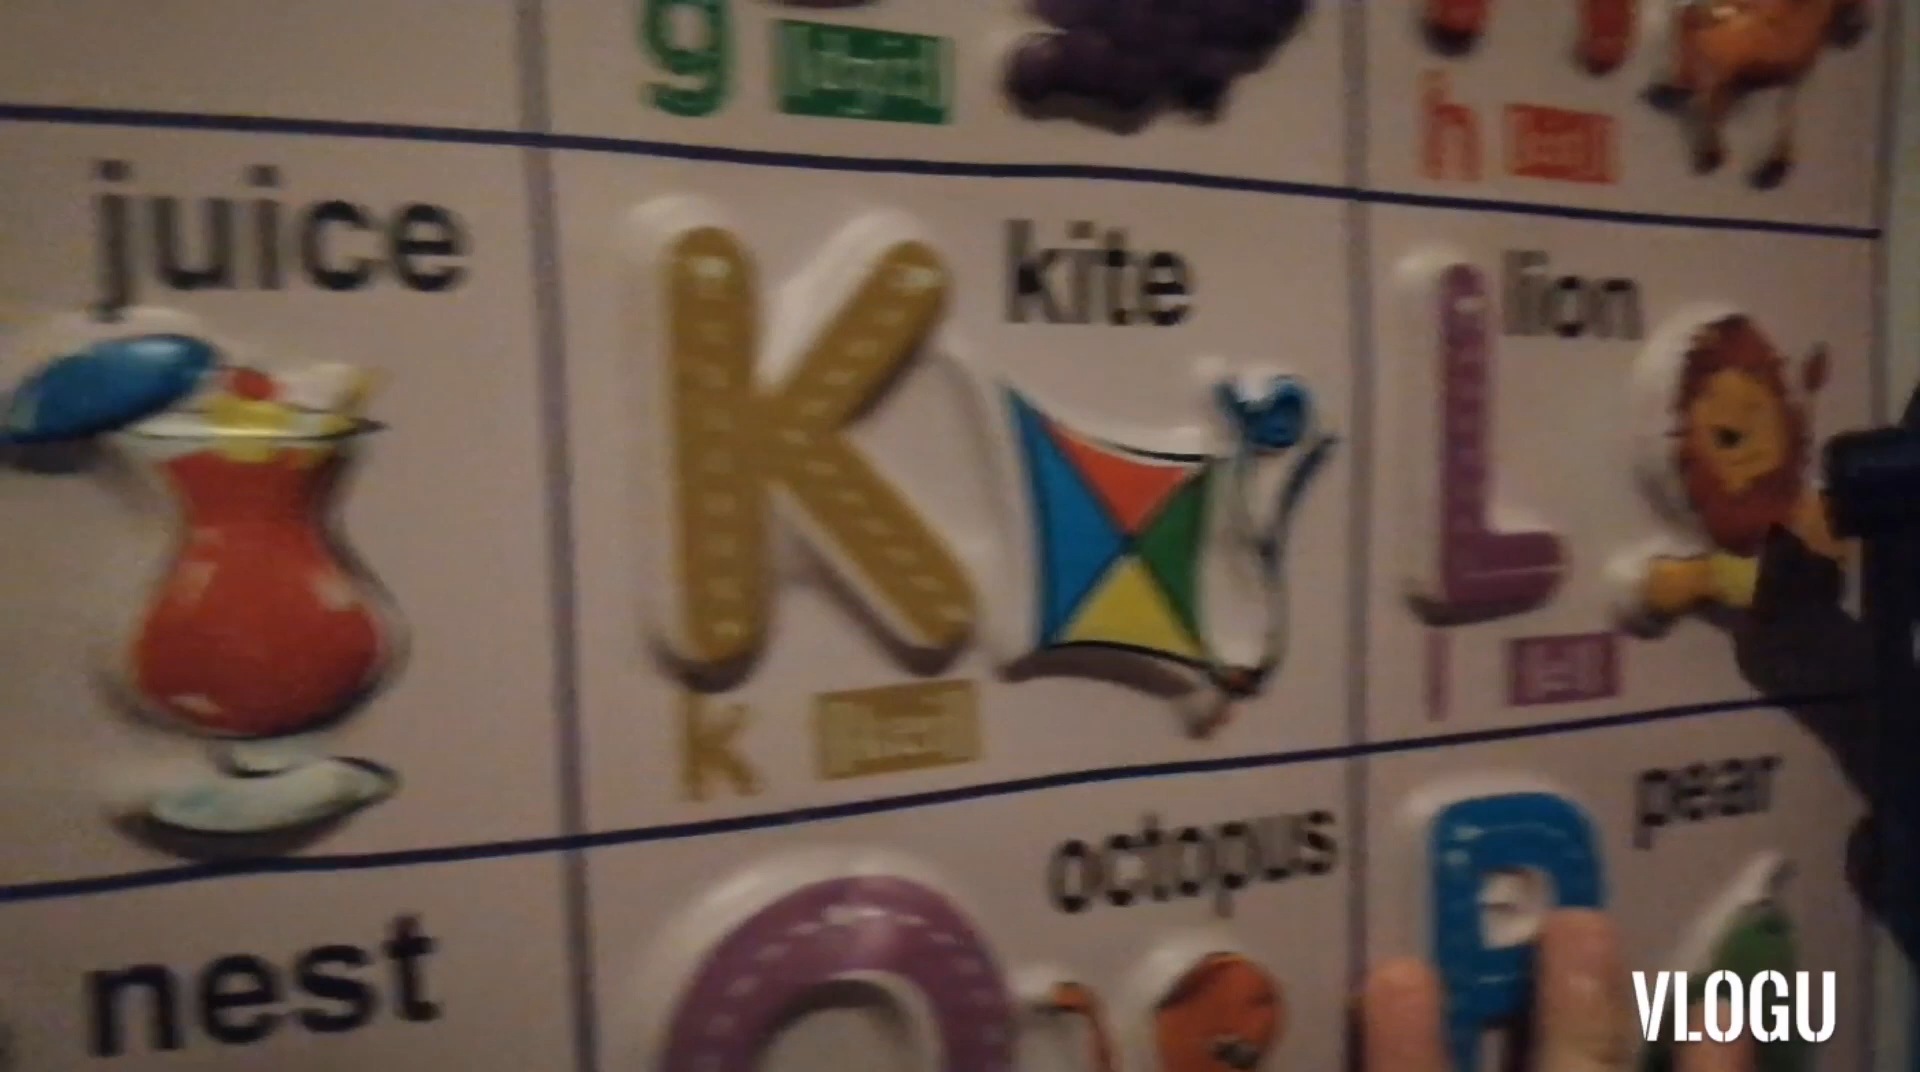 g
h
juice
K kite
L lion
k
l
octopus
P pear
nest
O
VLOGU